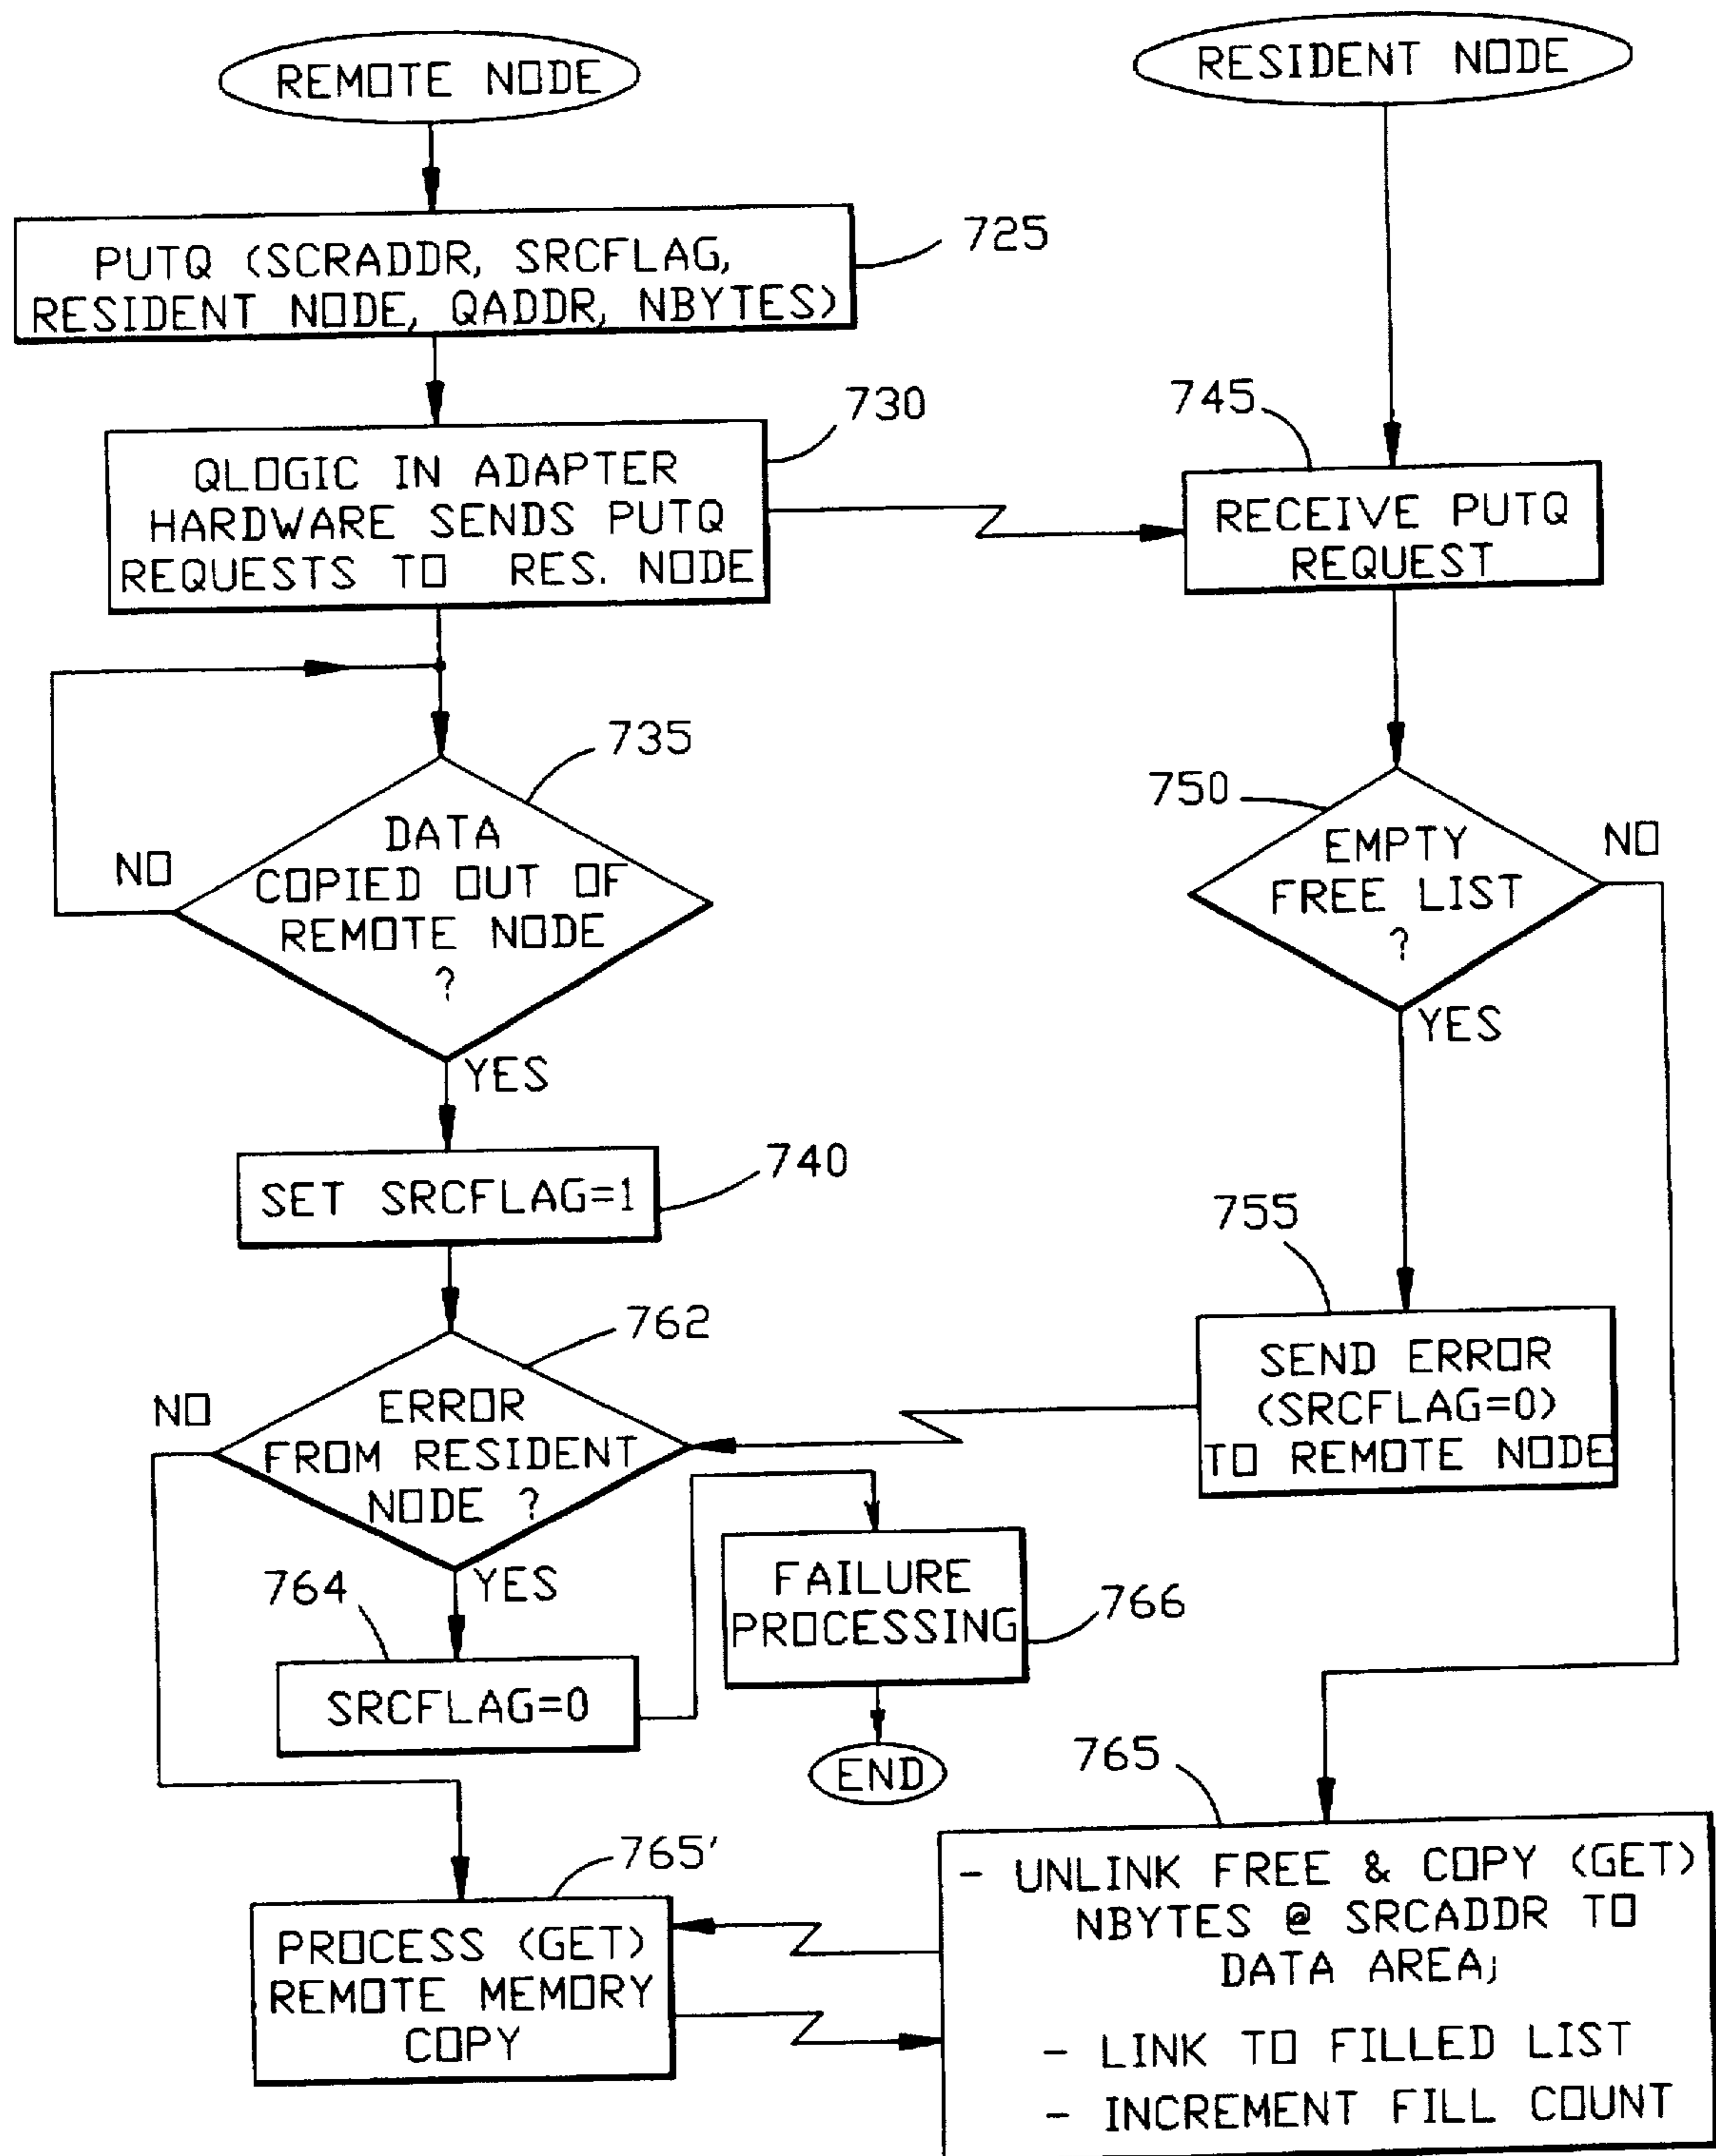 REMOTE NODE
RESIDENT NODE
PUTQ (SCRADDR, SRCFLAG,
RESIDENT NODE, QADDR, NBYTES)
725
QLOGIC IN ADAPTER
HARDWARE SENDS PUTQ
REQUESTS TO RES. NODE
730
745
RECEIVE PUTQ
REQUEST
735
DATA
COPIED OUT OF
REMOTE NODE
?
NO
YES
750
EMPTY
FREE LIST
?
NO
YES
SET SRCFLAG=1
740
755
SEND ERROR
(SRCFLAG=0)
TO REMOTE NODE
762
ERROR
FROM RESIDENT
NODE ?
NO
YES
764
SRCFLAG=0
FAILURE
PROCESSING
766
END
765'
PROCESS (GET)
REMOTE MEMORY
COPY
765
- UNLINK FREE & COPY (GET)
NBYTES @ SRCADDR TO
DATA AREA;
- LINK TO FILLED LIST
- INCREMENT FILL COUNT